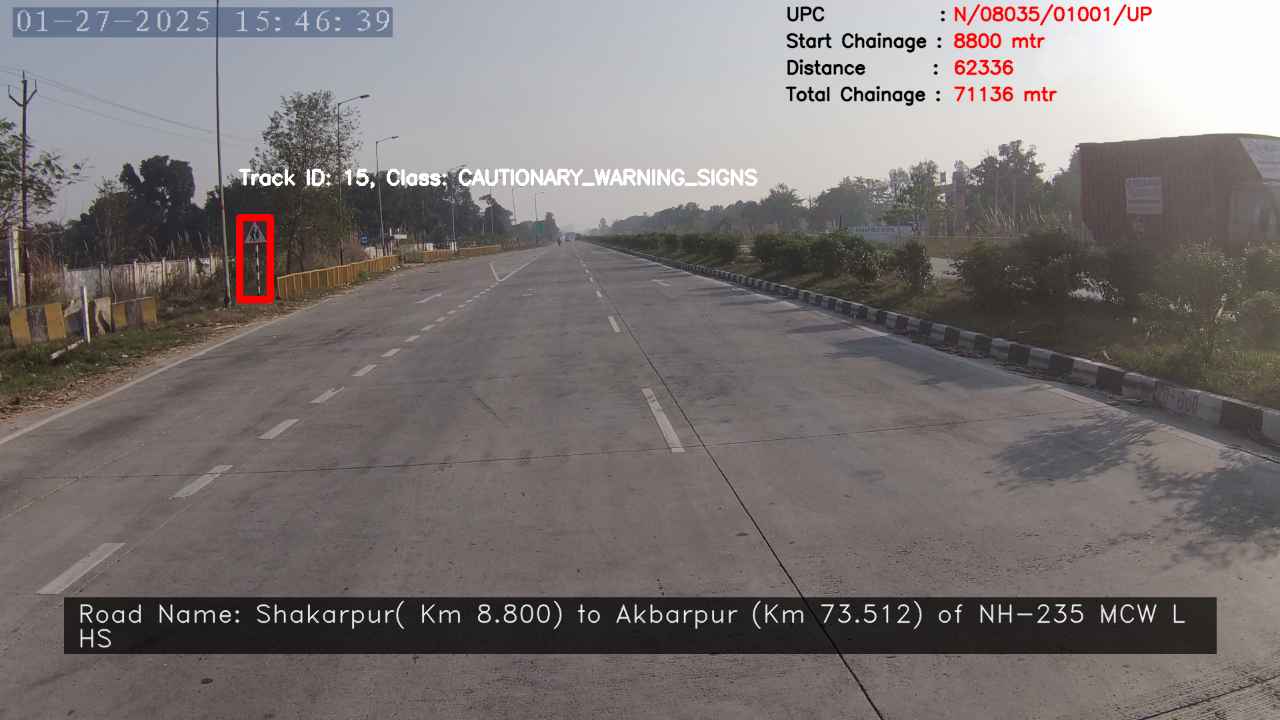 01-27-2025 15:46:39
UPC : N/08035/01001/UP
Start Chainage : 8800 mtr
Distance : 62336
Total Chainage : 71136 mtr
Track ID: 15, Class: CAUTIONARY_WARNING_SIGNS
Road Name: Shakarpur( Km 8.800) to Akbarpur (Km 73.512) of NH-235 MCW L
HS